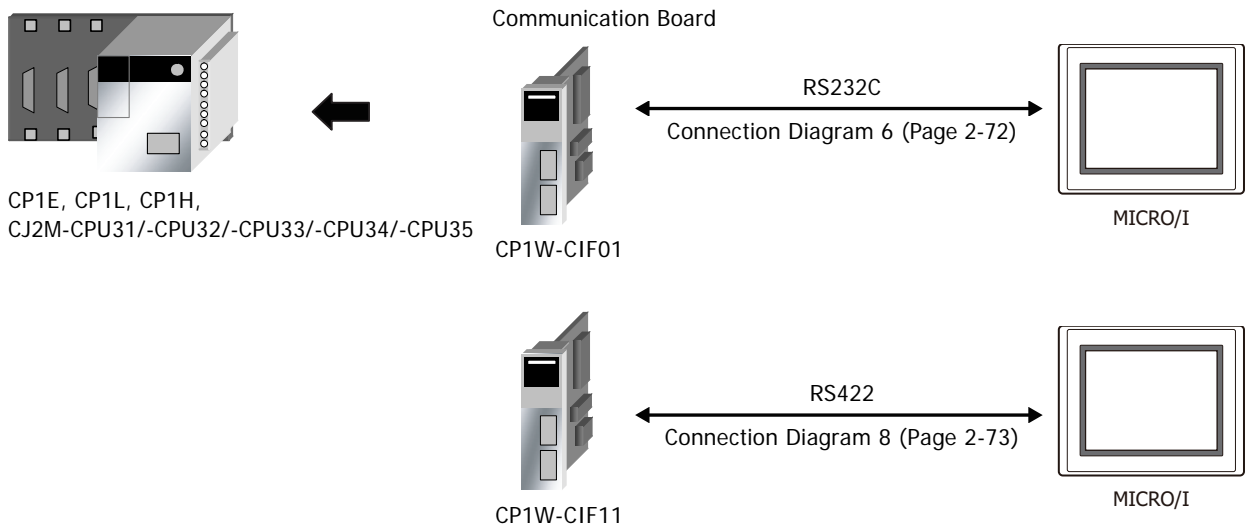 Communication Board
RS232C
Connection Diagram 6 (Page 2-72)
CP1E, CP1L, CP1H,
CJ2M-CPU31/-CPU32/-CPU33/-CPU34/-CPU35
CP1W-CIF01
MICRO/I
RS422
Connection Diagram 8 (Page 2-73)
CP1W-CIF11
MICRO/I